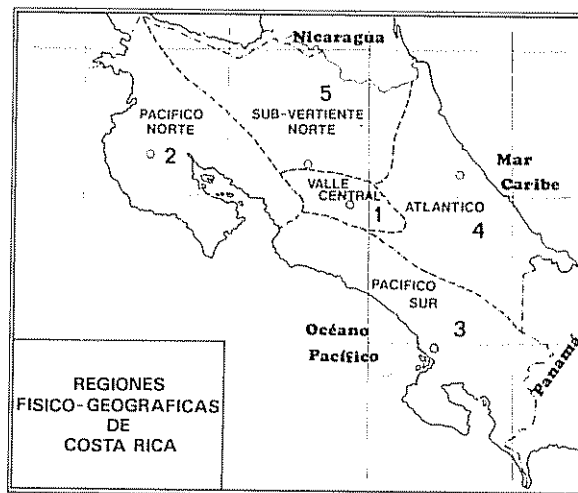 Nicaragua
5
SUB-VERTIENTE
NORTE
PACIFICO
NORTE
2
Mar
Caribe
VALLE
CENTRAL
1
ATLANTICO
4
PACIFICO
SUR
3
Océano
Pacífico
Panamá
REGIONES
FISICO-GEOGRAFICAS
DE
COSTA RICA